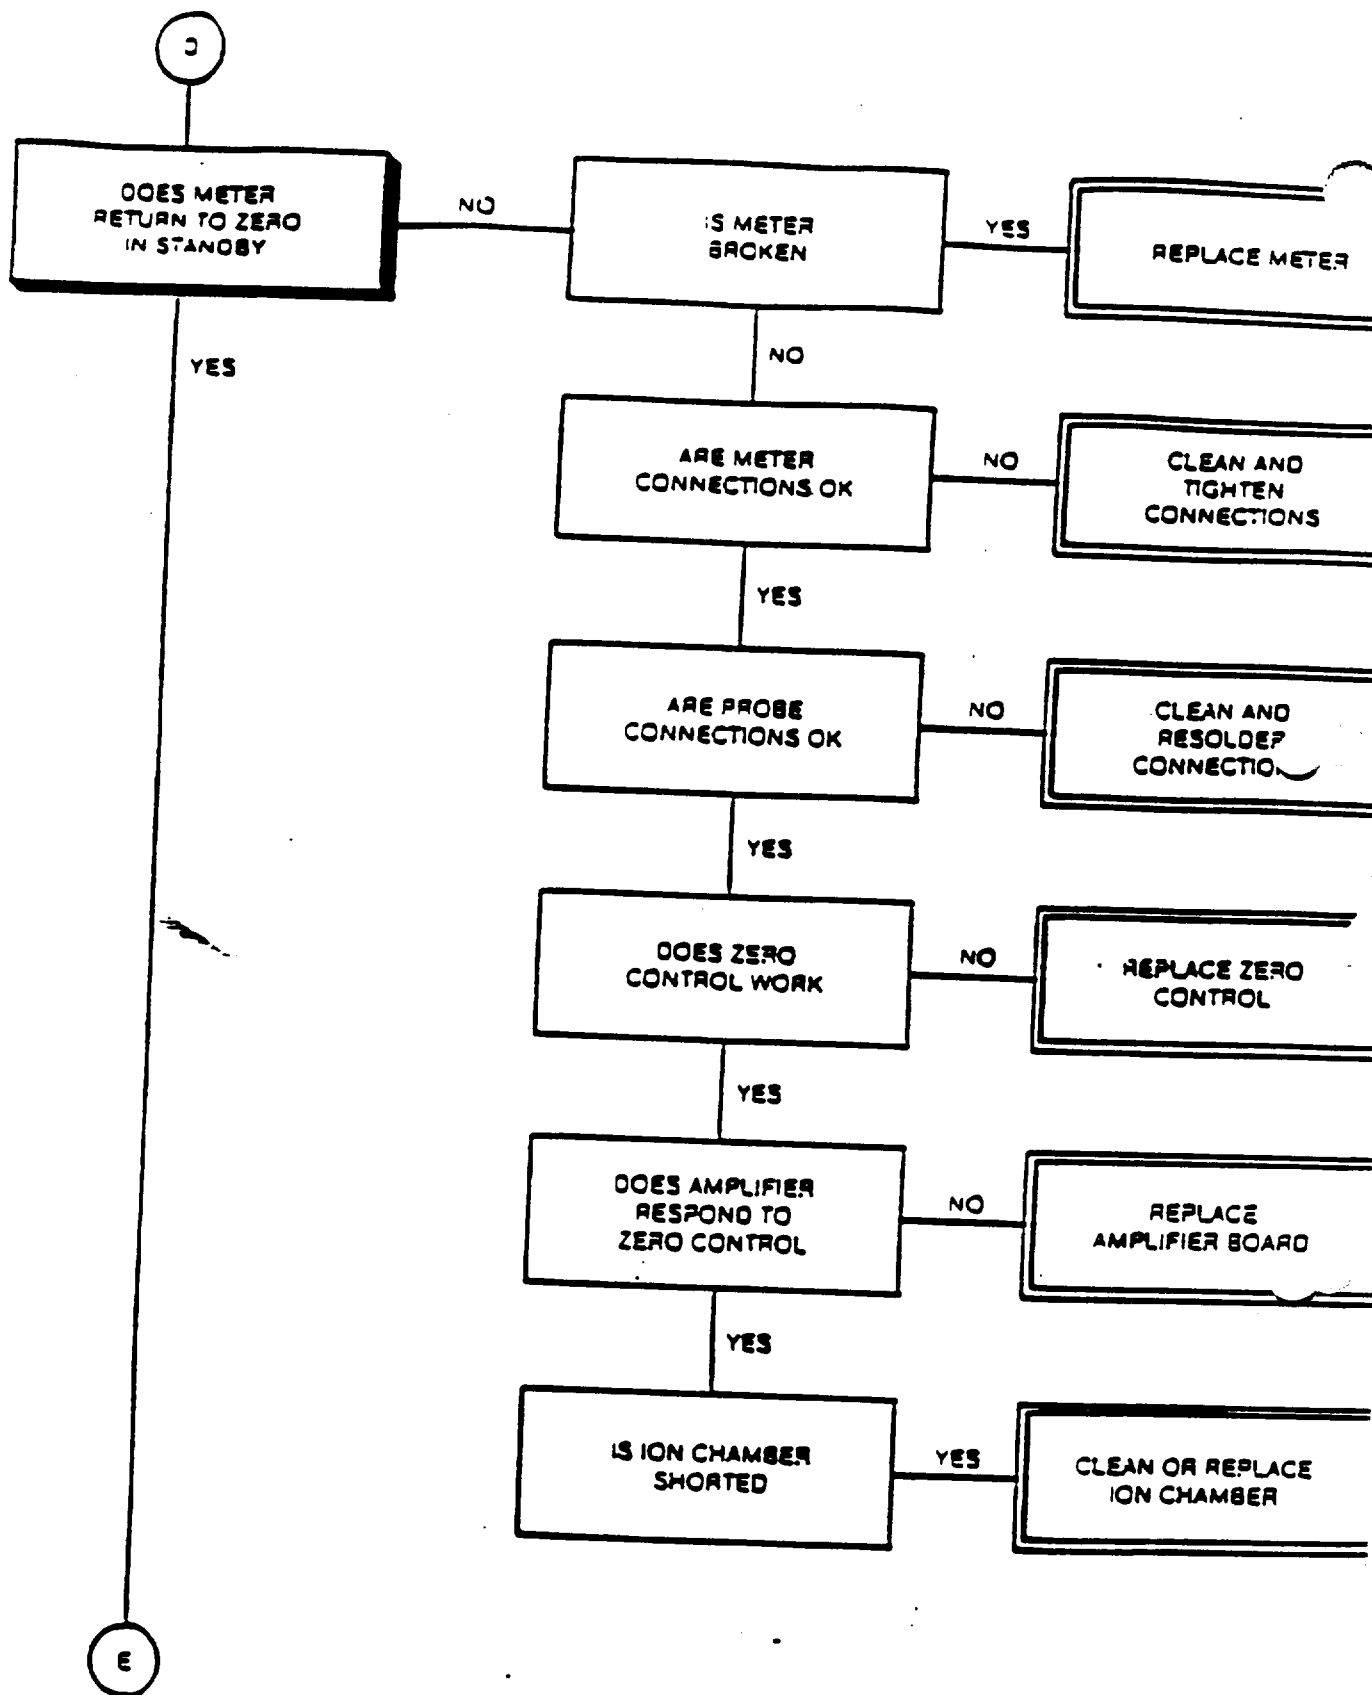 DOES METER
RETURN TO ZERO
IN STANDBY
NO
IS METER
BROKEN
YES
REPLACE METER
YES
NO
ARE METER
CONNECTIONS OK
NO
CLEAN AND
TIGHTEN
CONNECTIONS
YES
ARE PROBE
CONNECTIONS OK
NO
CLEAN AND
RESOLDER
YES
DOES ZERO
CONTROL WORK
NO
REPLACE ZERO
CONTROL
YES
DOES AMPLIFIER
RESPOND TO
ZERO CONTROL
NO
REPLACE
AMPLIFIER BOARD
YES
IS ION CHAMBER
SHORTED
YES
CLEAN OR REPLACE
ION CHAMBER
E